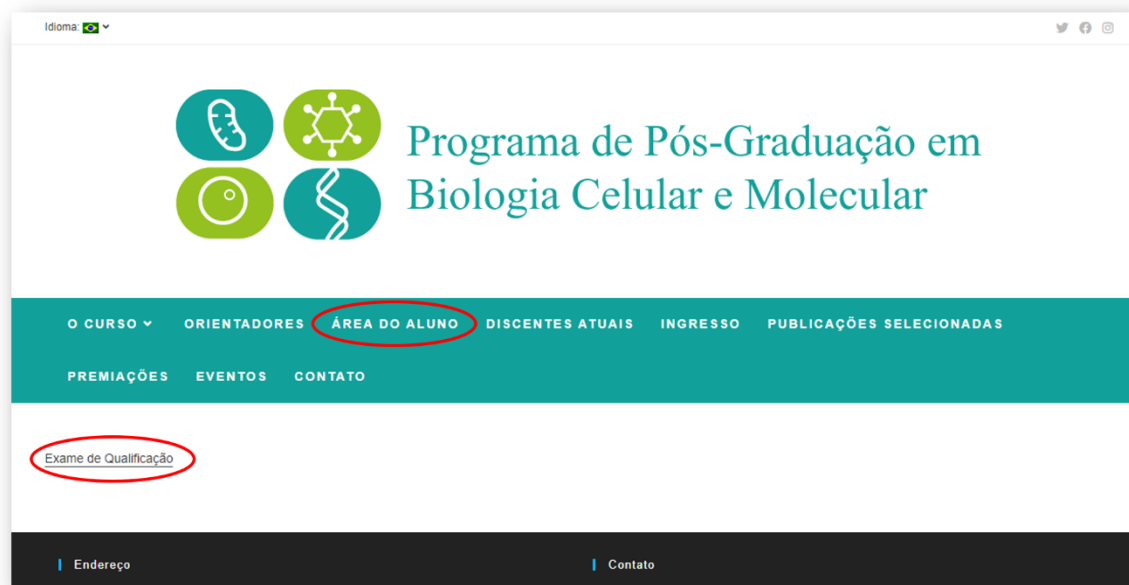 Idioma:
Programa de Pós-Graduação em
Biologia Celular e Molecular
O CURSO ORIENTADORES ÁREA DO ALUNO DISCENTES ATUAIS INGRESSO PUBLICAÇÕES SELECIONADAS
PREMIAÇÕES EVENTOS CONTATO
Exame de Qualificação
Endereço Contato